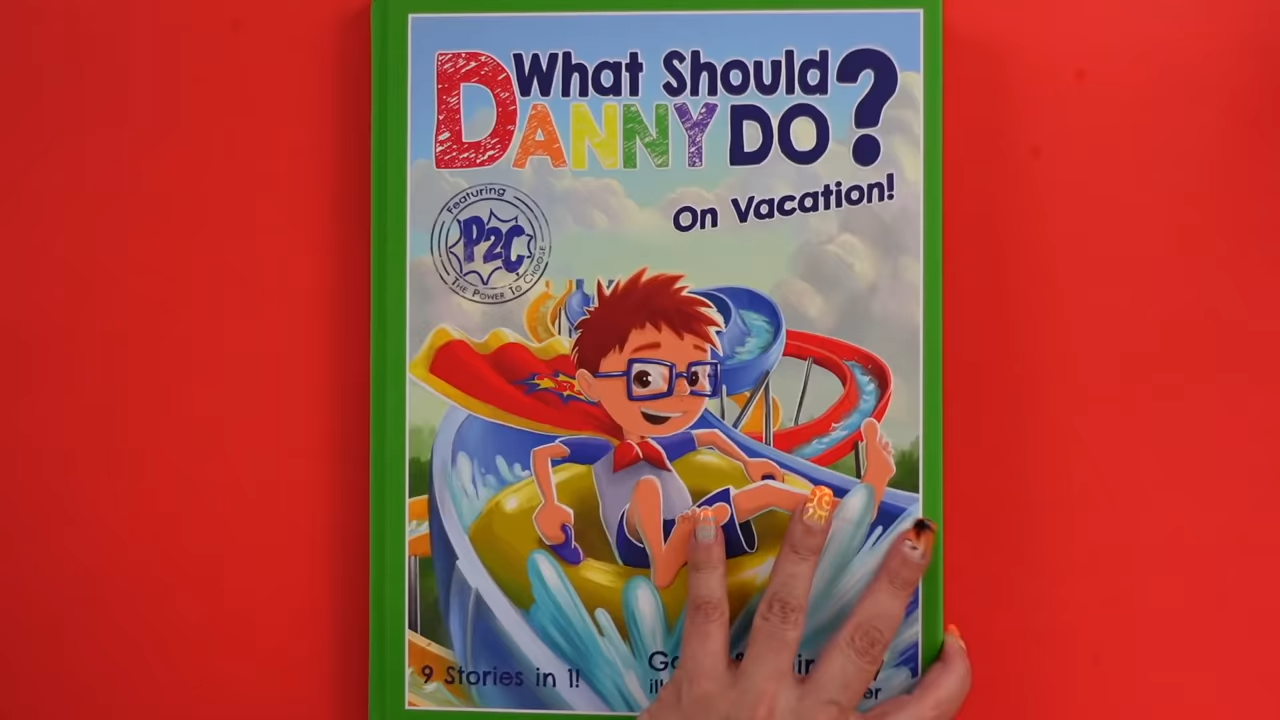 What Should
DANNY DO?
On Vacation!
Featuring
P2C
THE POWER TO CHOOSE
9 Stories in 1!